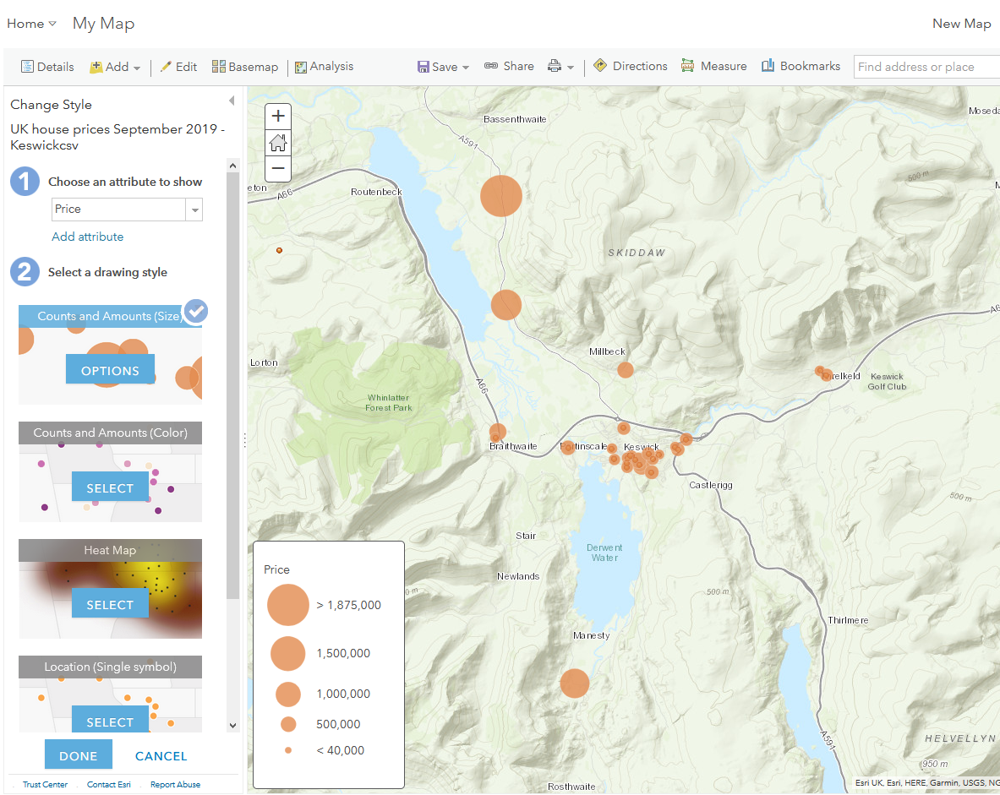 Home My Map New Map
Details Add Edit Basemap Analysis Save Share Directions Measure Bookmarks Find address or place
Change Style
UK house prices September 2019 -
Keswickcsv
1 Choose an attribute to show
Price
Add attribute
2 Select a drawing style
Counts and Amounts (Size)
OPTIONS
Counts and Amounts (Color)
SELECT
Heat Map
SELECT
Location (Single symbol)
SELECT
DONE CANCEL
Trust Center Contact Esri Report Abuse
Bassenthwaite
Moseda
A591
500 m
eton
A66
Routenbeck
SKIDDAW
A6
Millbeck
Lorton
relkeld
Keswick
Golf Club
A66
Whinlatter
Forest Park
Braithwaite
tinscale
Keswick
Castlerigg
500 m
Stair
Derwent
Water
Newlands
0 m
500 m
Thirlmere
Manesty
A591
HELVELLYN
950 m
Rosthwaite
Esri UK, Esri, HERE, Garmin, USGS, NG
Price
> 1,875,000
1,500,000
1,000,000
500,000
< 40,000